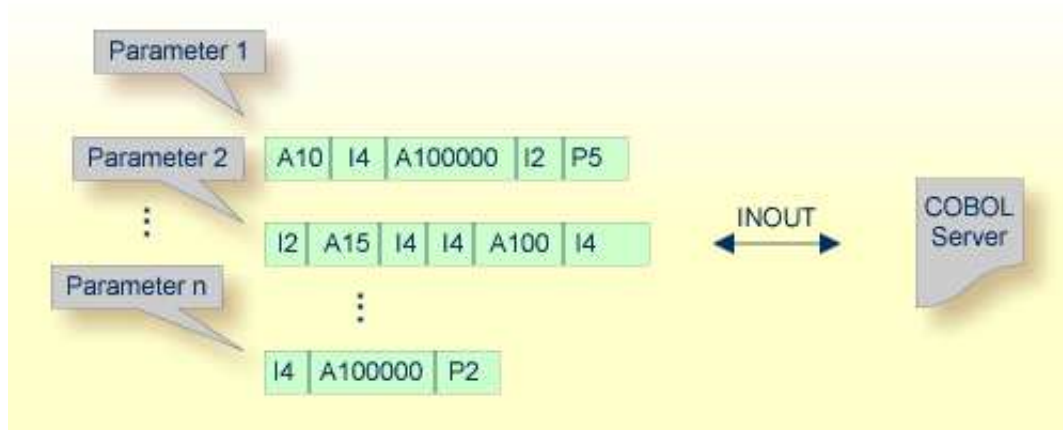 Parameter 1
Parameter 2
A10 I4 A100000 I2 P5
I2 A15 I4 I4 A100 I4
INOUT
COBOL
Server
Parameter n
I4 A100000 P2